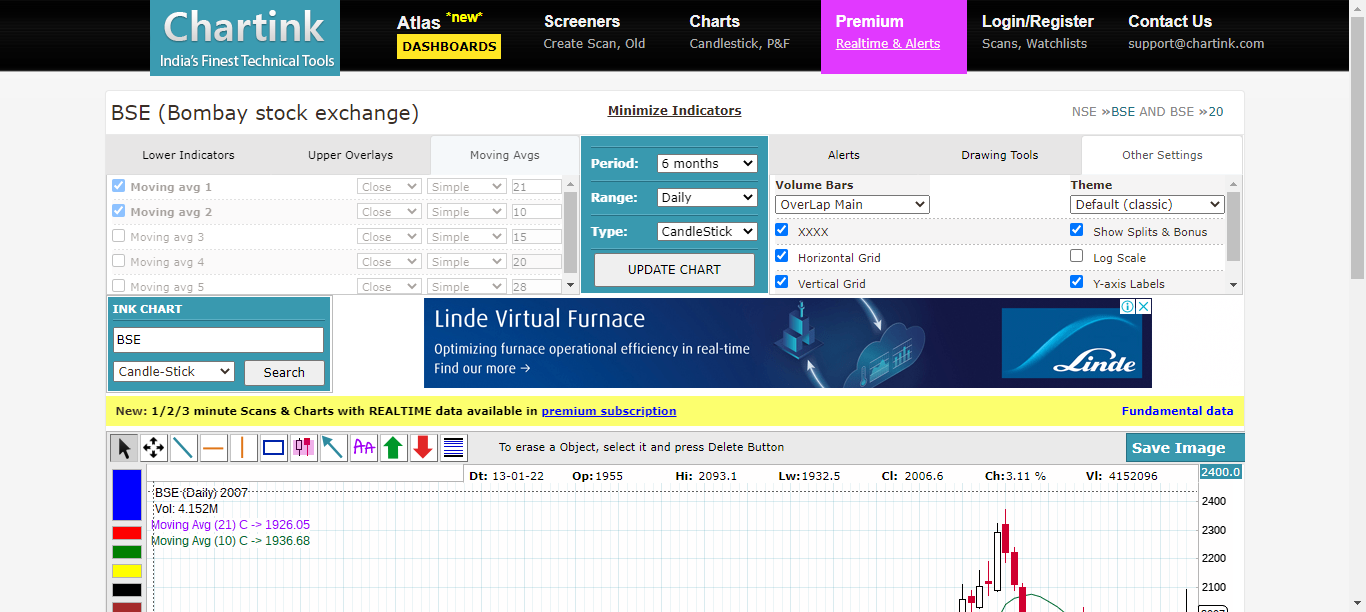 Chartink
India's Finest Technical Tools
Atlas *new*
DASHBOARDS
Screeners
Create Scan, Old
Charts
Candlestick, P&F
Premium
Realtime & Alerts
Login/Register
Scans, Watchlists
Contact Us
support@chartink.com
BSE (Bombay stock exchange)
Minimize Indicators
NSE »BSE AND BSE »20
Lower Indicators
Upper Overlays
Moving Avgs
Moving avg 1 Close Simple 21
Moving avg 2 Close Simple 10
Moving avg 3 Close Simple 15
Moving avg 4 Close Simple 20
Moving avg 5 Close Simple 28
Period: 6 months
Range: Daily
Type: CandleStick
UPDATE CHART
Alerts
Drawing Tools
Other Settings
Volume Bars
OverLap Main
Theme
Default (classic)
XXXX
Show Splits & Bonus
Horizontal Grid
Log Scale
Vertical Grid
Y-axis Labels
INK CHART
BSE
Candle-Stick
Search
Linde Virtual Furnace
Optimizing furnace operational efficiency in real-time
Find our more →
Linde
New: 1/2/3 minute Scans & Charts with REALTIME data available in premium subscription
Fundamental data
AA
To erase a Object, select it and press Delete Button
Save Image
Dt: 13-01-22 Op:1955 Hi: 2093.1 Lw:1932.5 Cl: 2006.6 Ch:3.11 % Vl: 4152096
2400.0
BSE (Daily) 2007
Vol: 4.152M
Moving Avg (21) C -> 1926.05
Moving Avg (10) C -> 1936.68
2400
2300
2200
2100